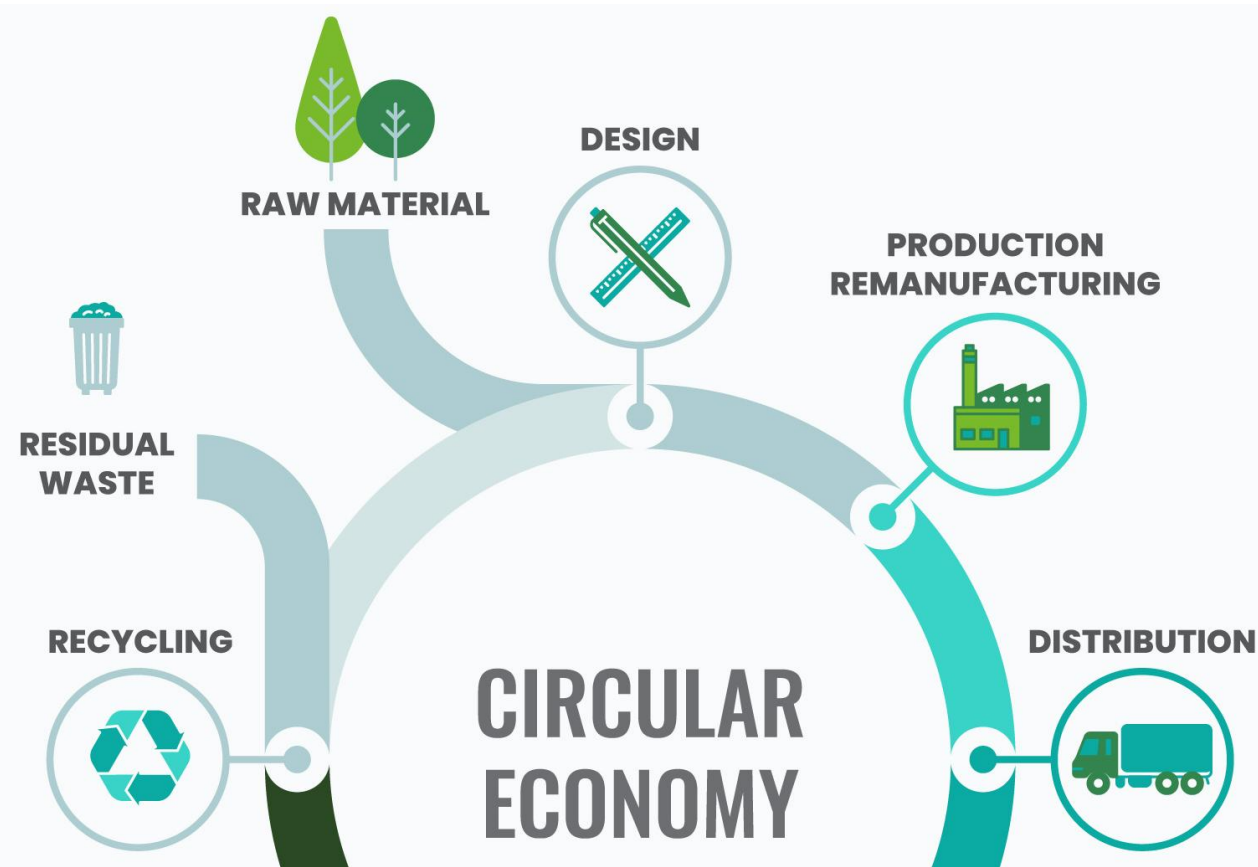 RAW MATERIAL
DESIGN
PRODUCTION
REMANUFACTURING
RESIDUAL
WASTE
RECYCLING
DISTRIBUTION
CIRCULAR
ECONOMY